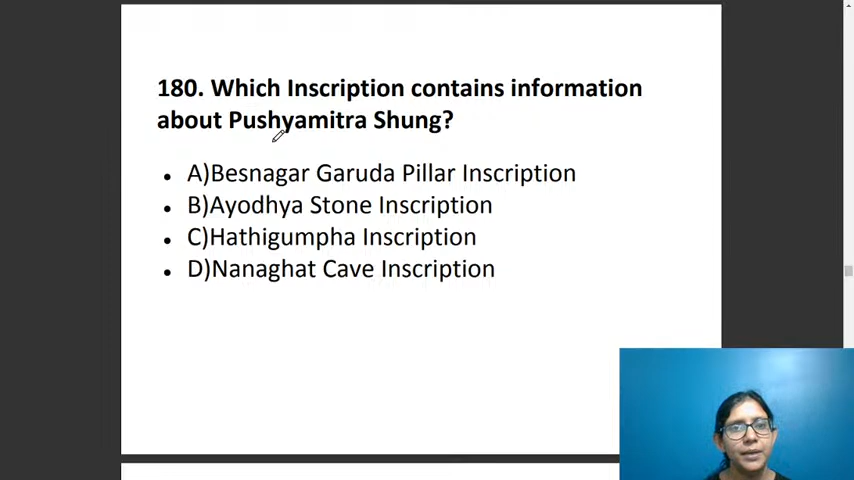 180. Which Inscription contains information
about Pushyamitra Shung?
• A)Besnagar Garuda Pillar Inscription
• B)Ayodhya Stone Inscription
• C)Hathigumpha Inscription
• D)Nanaghat Cave Inscription